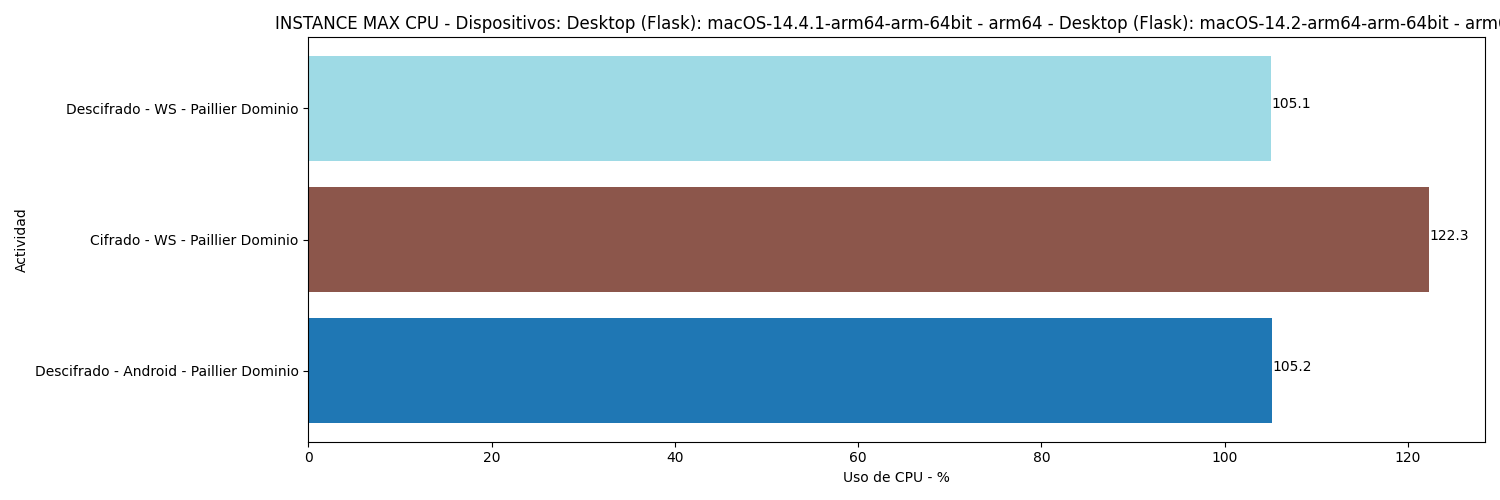 INSTANCE MAX CPU - Dispositivos: Desktop (Flask): macOS-14.4.1-arm64-arm-64bit - arm64 - Desktop (Flask): macOS-14.2-arm64-arm-64bit - arm
Descifrado - WS - Paillier Dominio
105.1
Cifrado - WS - Paillier Dominio
122.3
Descifrado - Android - Paillier Dominio
105.2
Actividad
0 20 40 60 80 100 120
Uso de CPU - %